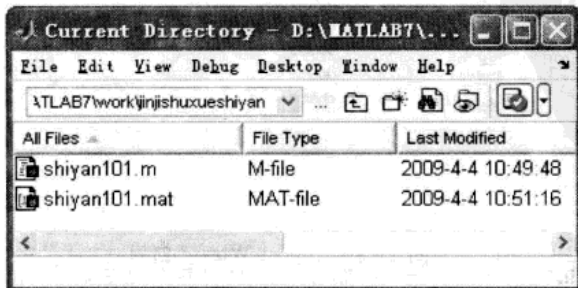 Current Directory - D:\MATLAB7\...
File Edit View Debug Desktop Window Help
\TLAB7\work\jinjishuxueshiyan ...
All Files File Type Last Modified
shiyan101.m M-file 2009-4-4 10:49:48
shiyan101.mat MAT-file 2009-4-4 10:51:16